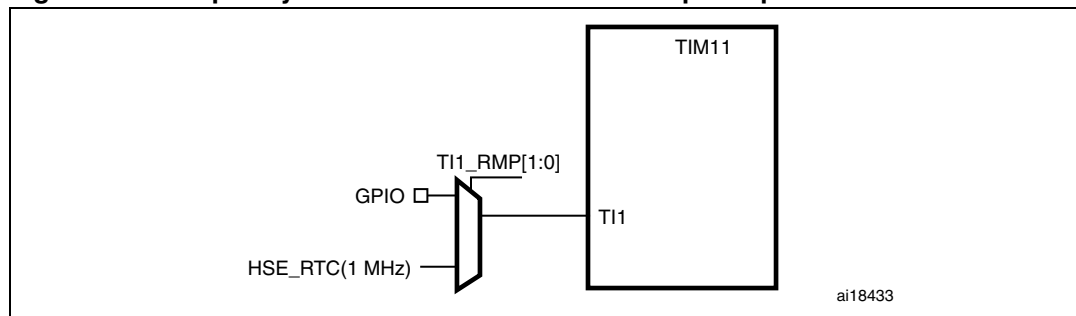 TIM11
TI1_RMP[1:0]
GPIO
TI1
HSE_RTC(1 MHz)
ai18433